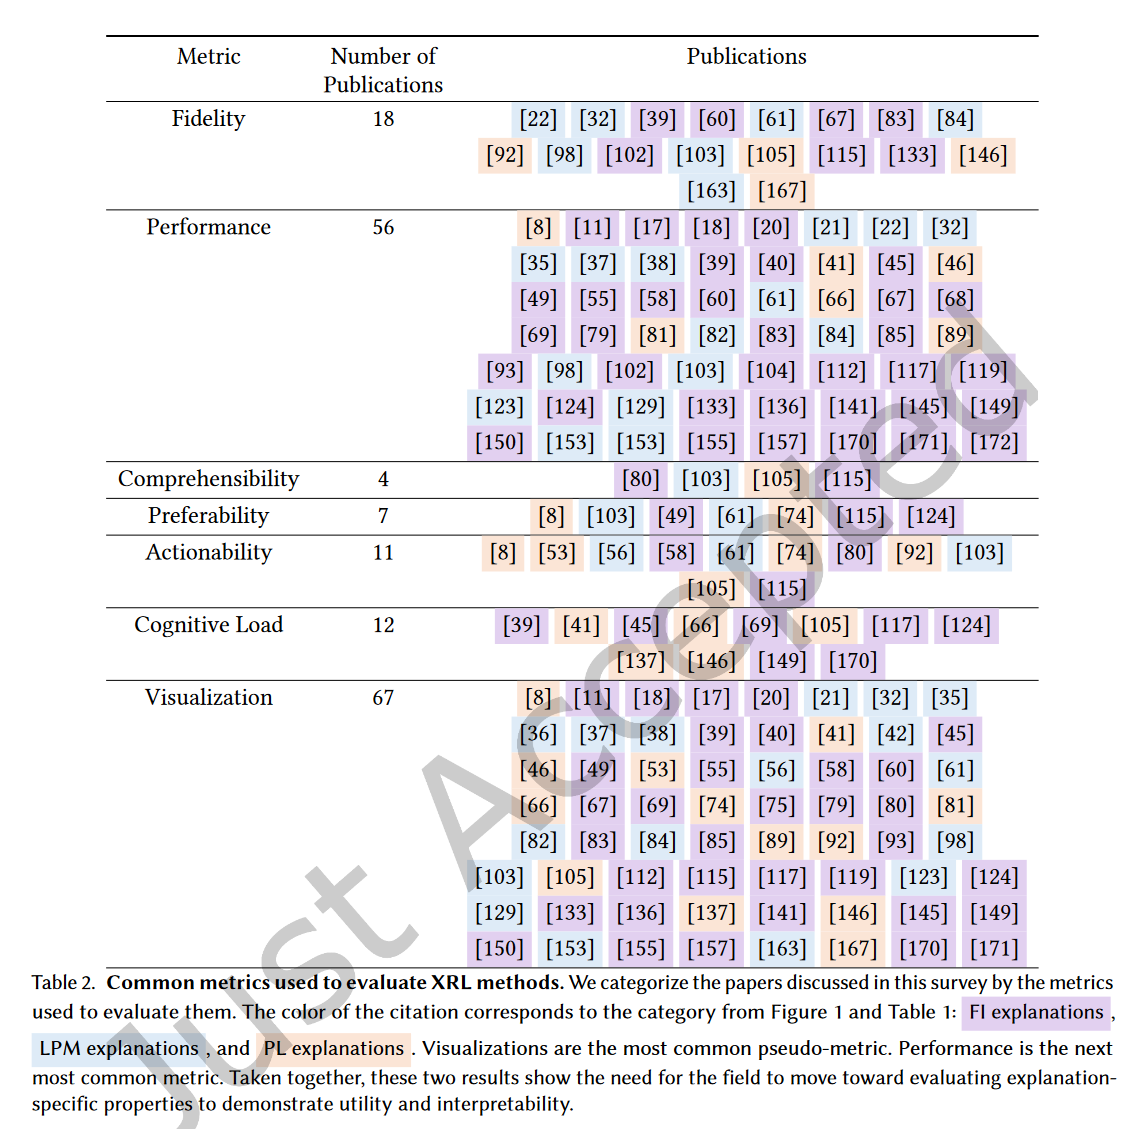 Metric Number of Publications
Publications
Fidelity 18 [22] [32] [39] [60] [61] [67] [83] [84]
[92] [98] [102] [103] [105] [115] [133] [146]
[163] [167]
Performance 56 [8] [11] [17] [18] [20] [21] [22] [32]
[35] [37] [38] [39] [40] [41] [45] [46]
[49] [55] [58] [60] [61] [66] [67] [68]
[69] [79] [81] [82] [83] [84] [85] [89]
[93] [98] [102] [103] [104] [112] [117] [119]
[123] [124] [129] [133] [136] [141] [145] [149]
[150] [153] [153] [155] [157] [170] [171] [172]
Comprehensibility 4 [80] [103] [105] [115]
Preferability 7 [8] [103] [49] [61] [74] [115] [124]
Actionability 11 [8] [53] [56] [58] [61] [74] [80] [92] [103]
[105] [115]
Cognitive Load 12 [39] [41] [45] [66] [69] [105] [117] [124]
[137] [146] [149] [170]
Visualization 67 [8] [11] [18] [17] [20] [21] [32] [35]
[36] [37] [38] [39] [40] [41] [42] [45]
[46] [49] [53] [55] [56] [58] [60] [61]
[66] [67] [69] [74] [75] [79] [80] [81]
[82] [83] [84] [85] [89] [92] [93] [98]
[103] [105] [112] [115] [117] [119] [123] [124]
[129] [133] [136] [137] [141] [146] [145] [149]
[150] [153] [155] [157] [163] [167] [170] [171]
Table 2. Common metrics used to evaluate XRL methods. We categorize the papers discussed in this survey by the metrics
used to evaluate them. The color of the citation corresponds to the category from Figure 1 and Table 1: FI explanations ,
LPM explanations , and PL explanations . Visualizations are the most common pseudo-metric. Performance is the next
most common metric. Taken together, these two results show the need for the field to move toward evaluating explanation-
specific properties to demonstrate utility and interpretability.
Just Accepted